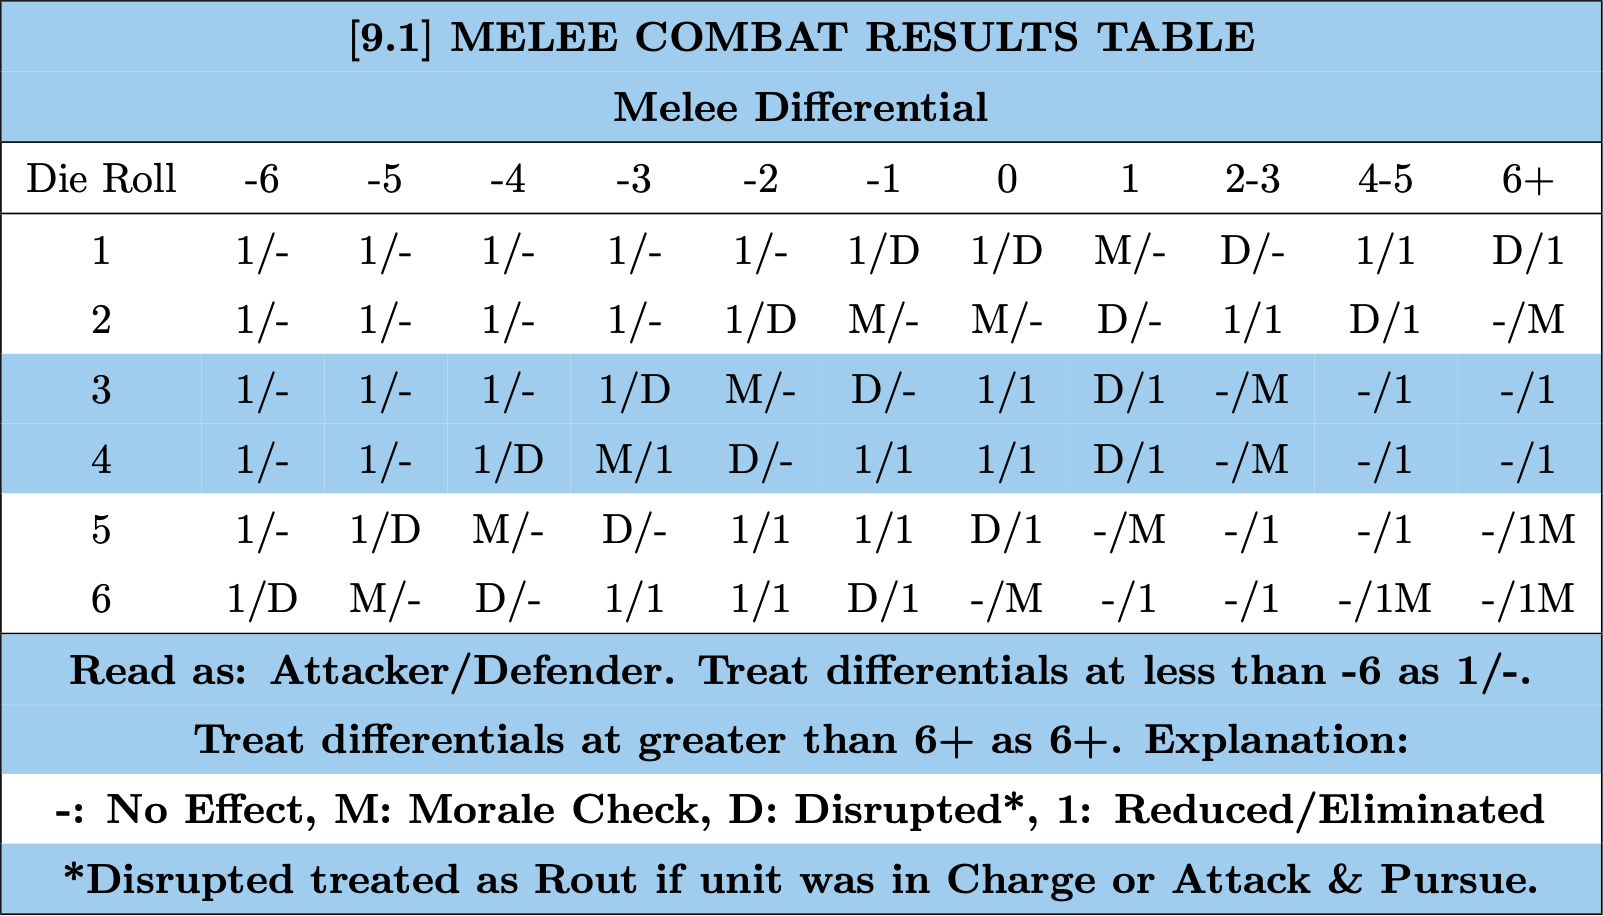 [9.1] MELEE COMBAT RESULTS TABLE
Melee Differential
Die Roll -6 -5 -4 -3 -2 -1 0 1 2-3 4-5 6+
1 1/- 1/- 1/- 1/- 1/- 1/D 1/D M/- D/- 1/1 D/1
2 1/- 1/- 1/- 1/- 1/D M/- M/- D/- 1/1 D/1 -/M
3 1/- 1/- 1/- 1/D M/- D/- 1/1 D/1 -/M -/1 -/1
4 1/- 1/- 1/D M/1 D/- 1/1 1/1 D/1 -/M -/1 -/1
5 1/- 1/D M/- D/- 1/1 1/1 D/1 -/M -/1 -/1 -/1M
6 1/D M/- D/- 1/1 1/1 D/1 -/M -/1 -/1 -/1M -/1M
Read as: Attacker/Defender. Treat differentials at less than -6 as 1/-.
Treat differentials at greater than 6+ as 6+. Explanation:
-: No Effect, M: Morale Check, D: Disrupted*, 1: Reduced/Eliminated
*Disrupted treated as Rout if unit was in Charge or Attack & Pursue.